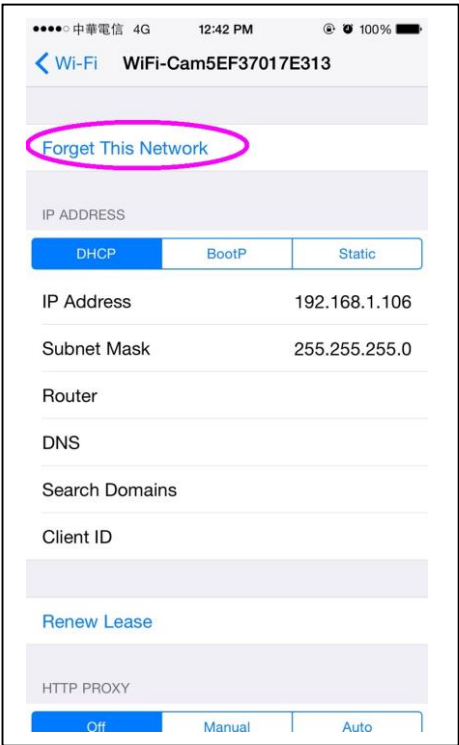 中華電信 4G 12:42 PM 100%
Wi-Fi WiFi-Cam5EF37017E313
Forget This Network
IP ADDRESS
DHCP BootP Static
IP Address 192.168.1.106
Subnet Mask 255.255.255.0
Router
DNS
Search Domains
Client ID
Renew Lease
HTTP PROXY
Off Manual Auto